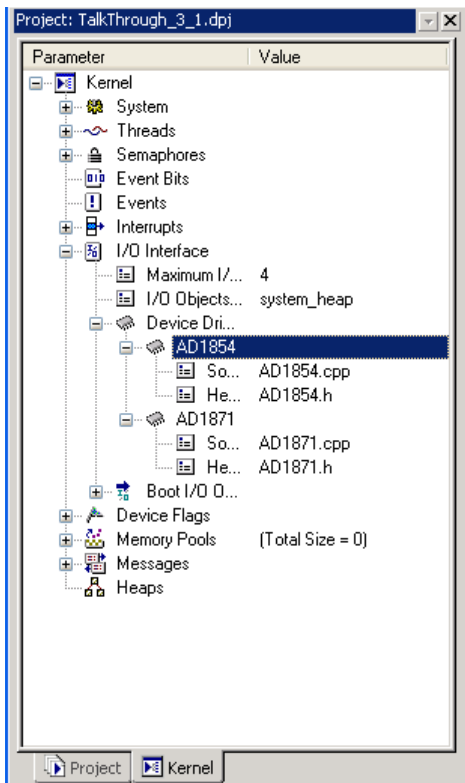 Project: TalkThrough_3_1.dpj
Parameter Value
Kernel
System
Threads
Semaphores
Event Bits
Events
Interrupts
I/O Interface
Maximum I/... 4
I/O Objects... system_heap
Device Dri...
AD1854
So... AD1854.cpp
He... AD1854.h
AD1871
So... AD1871.cpp
He... AD1871.h
Boot I/O O...
Device Flags
Memory Pools (Total Size = 0)
Messages
Heaps
Project Kernel